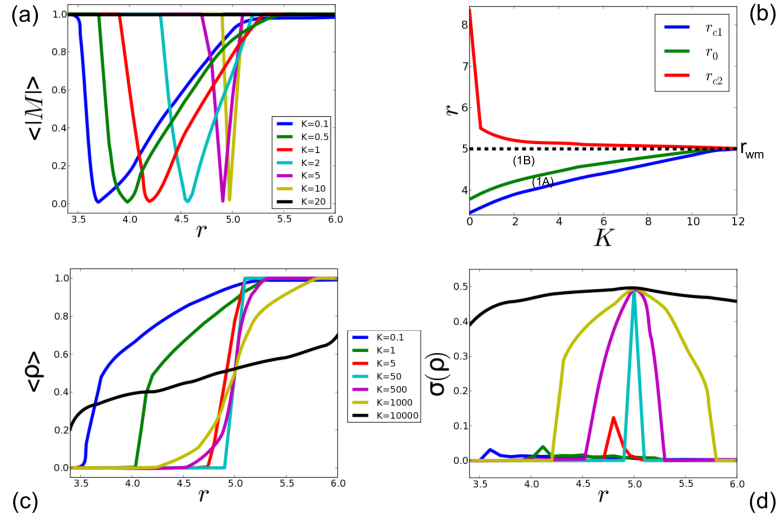 (a)
<|M|>
1.0
0.8
0.6
0.4
0.2
0.0
K=0.1
K=0.5
K=1
K=2
K=5
K=10
K=20
3.5 4.0 4.5 5.0 5.5 6.0
r
(b)
r
8
7
6
5
4
r_c1
r_0
r_c2
r_wm
(1B)
(1A)
0 2 4 6 8 10 12
K
<ρ>
1.0
0.8
0.6
0.4
0.2
0.0
3.5 4.0 4.5 5.0 5.5 6.0
r
(c)
K=0.1
K=1
K=5
K=50
K=500
K=1000
K=10000
σ(ρ)
0.5
0.4
0.3
0.2
0.1
0.0
3.5 4.0 4.5 5.0 5.5 6.0
r
(d)